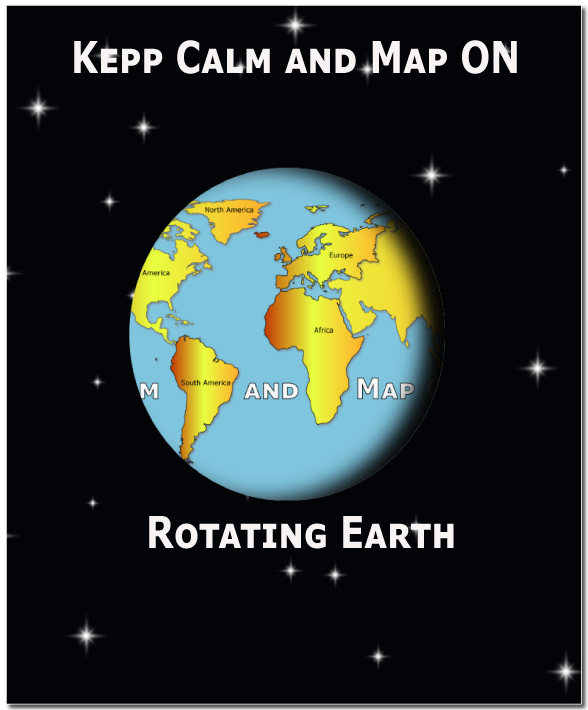 Kepp Calm and Map ON
North America
Europe
America
Africa
South America
m and Map
Rotating Earth